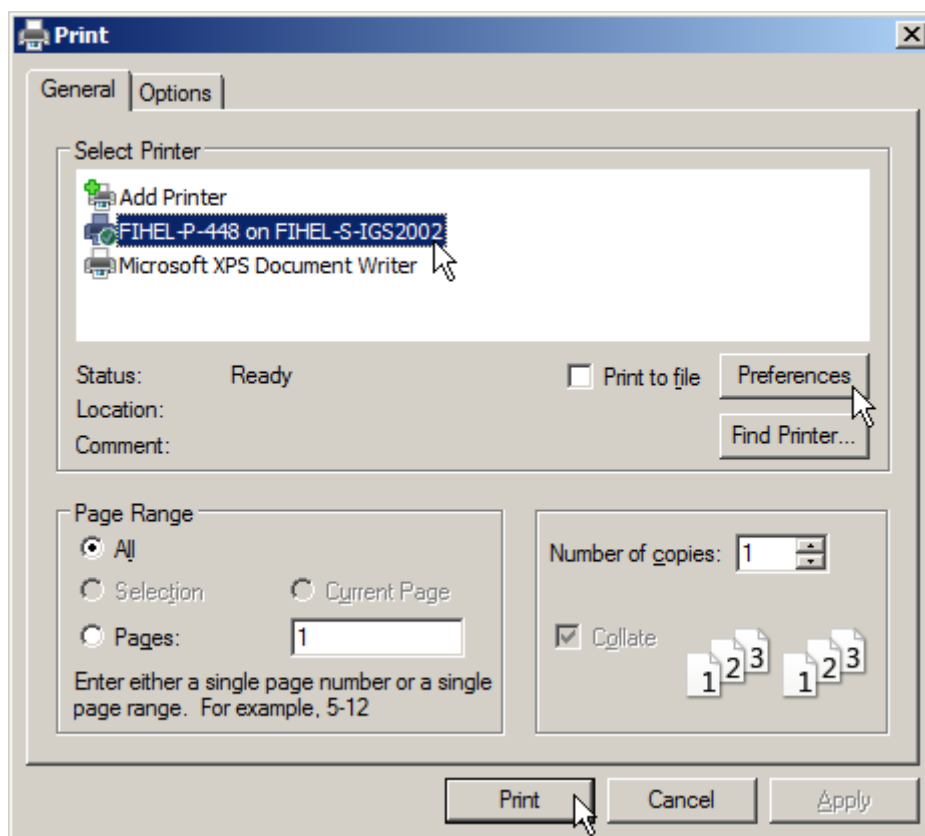 Print
General Options
Select Printer
Add Printer
FIHEL-P-448 on FIHEL-S-IGS2002
Microsoft XPS Document Writer
Status: Ready
Print to file
Preferences
Location:
Comment:
Find Printer...
Page Range
All
Selection
Current Page
Pages: 1
Enter either a single page number or a single
page range. For example, 5-12
Number of copies: 1
Collate
1 2 3 1 2 3
Print Cancel Apply